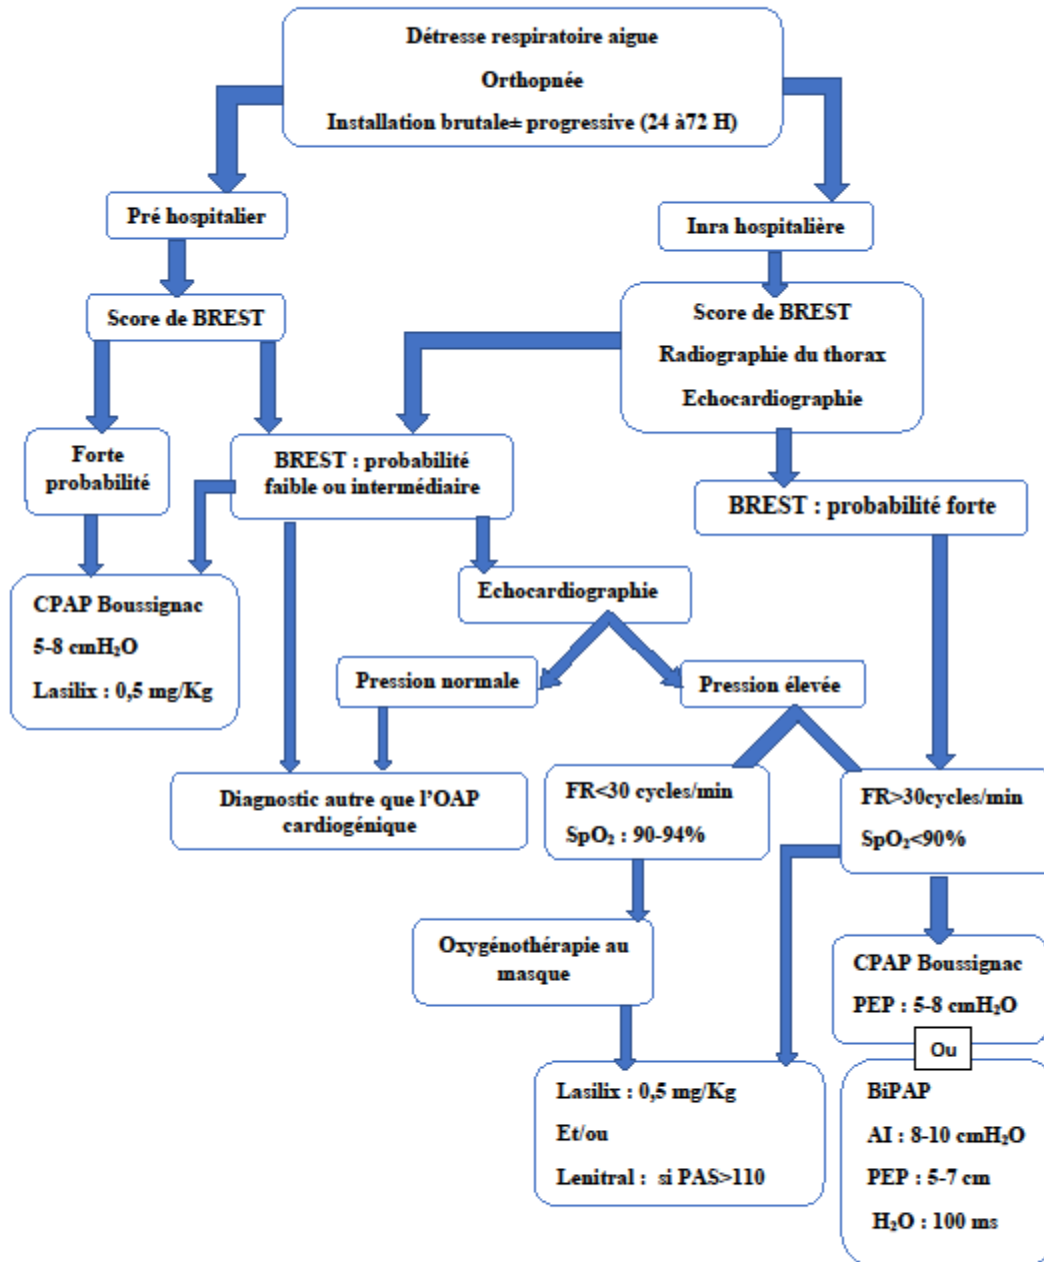 Détresse respiratoire aigue
Orthopnée
Installation brutale± progressive (24 à72 H)
Pré hospitalier
Inra hospitalière
Score de BREST
Score de BREST
Radiographie du thorax
Echocardiographie
Forte
probabilité
BREST : probabilité
faible ou intermédiaire
BREST : probabilité forte
CPAP Boussignac
5-8 cmH₂O
Lasilix : 0,5 mg/Kg
Echocardiographie
Pression normale
Pression élevée
Diagnostic autre que l’OAP
cardiogénique
FR<30 cycles/min
SpO₂ : 90-94%
FR>30cycles/min
SpO₂<90%
Oxygénothérapie au
masque
CPAP Boussignac
PEP : 5-8 cmH₂O
Ou
Lasilix : 0,5 mg/Kg
Et/ou
Lenitral : si PAS>110
BiPAP
AI : 8-10 cmH₂O
PEP : 5-7 cm
H₂O : 100 ms